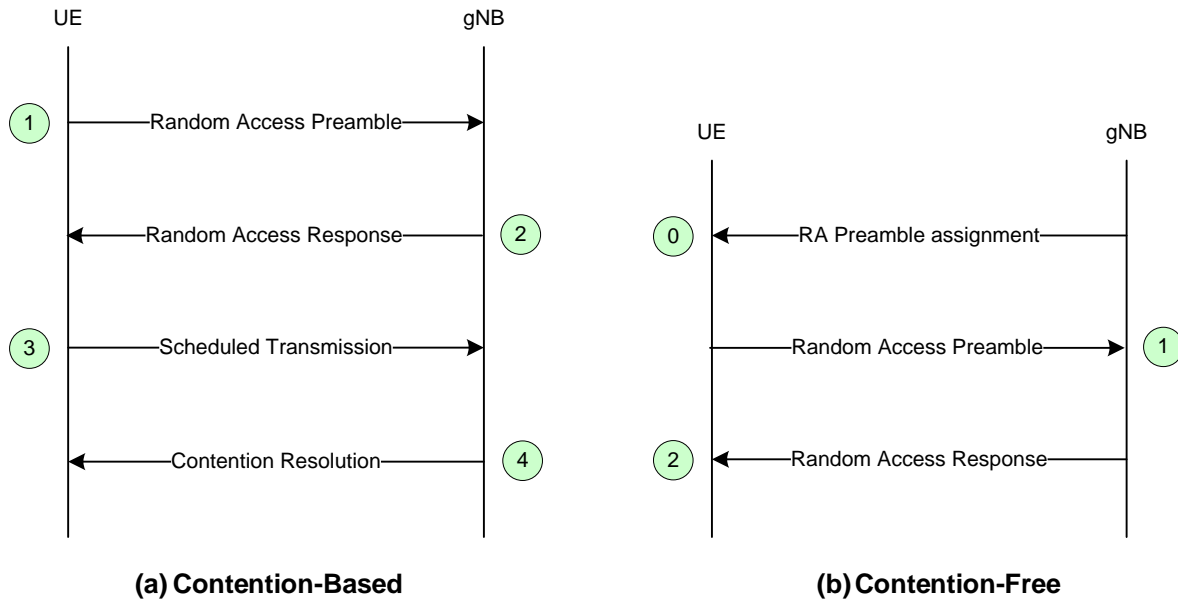 UE
gNB
1
Random Access Preamble
Random Access Response
2
3
Scheduled Transmission
Contention Resolution
4
(a) Contention-Based
UE
gNB
0
RA Preamble assignment
Random Access Preamble
1
2
Random Access Response
(b) Contention-Free